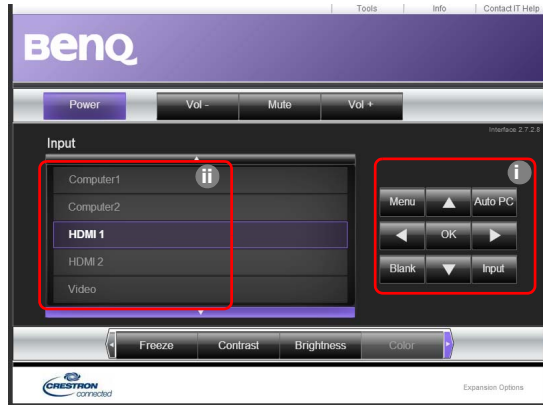 Tools Info Contact IT Help
BenQ
Power Vol - Mute Vol +
Interface 2.7.2.8
Input
i
ii
Computer1
Computer2
Menu Auto PC
HDMI 1
OK
HDMI 2
Blank Input
Video
Freeze Contrast Brightness Color
CRESTRON
connected
Expansion Options